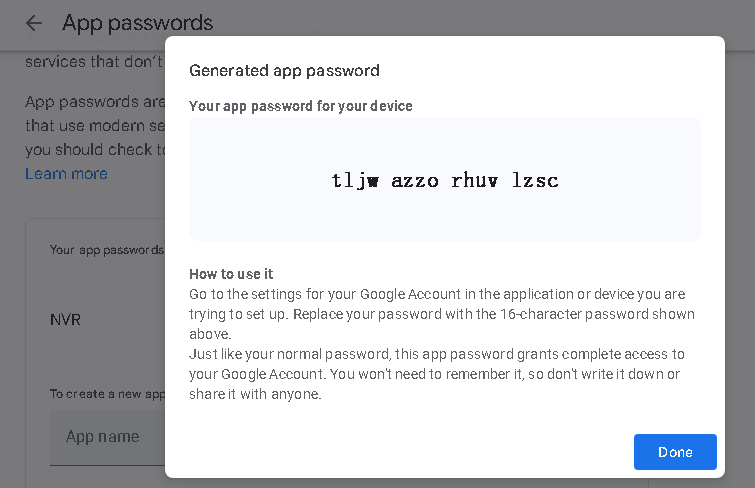 App passwords
services that don't
App passwords are
that use modern se
you should check to
Learn more
Your app passwords
NVR
To create a new app
App name
Generated app password
Your app password for your device
tljw azzo rhuv lzsc
How to use it
Go to the settings for your Google Account in the application or device you are
trying to set up. Replace your password with the 16-character password shown
above.
Just like your normal password, this app password grants complete access to
your Google Account. You won't need to remember it, so don't write it down or
share it with anyone.
Done